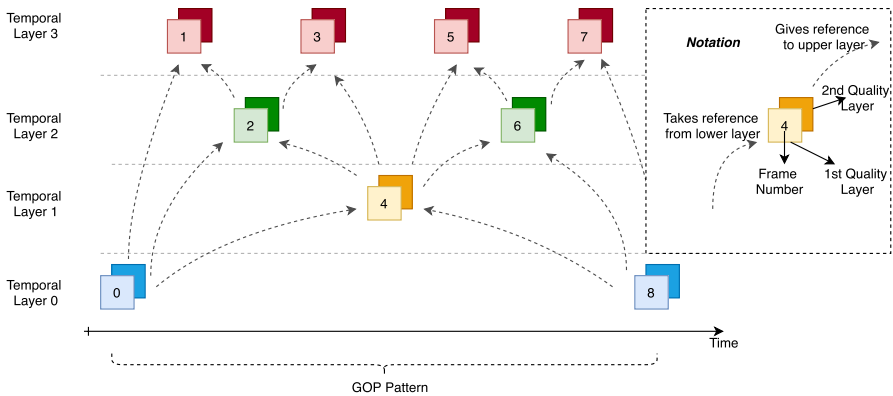 Temporal
Layer 3
1
3
5
7
Temporal
Layer 2
2
6
Temporal
Layer 1
4
Temporal
Layer 0
0
8
Time
GOP Pattern
Notation
Gives reference
to upper layer
2nd Quality
Layer
Takes reference
from lower layer
4
Frame
Number
1st Quality
Layer